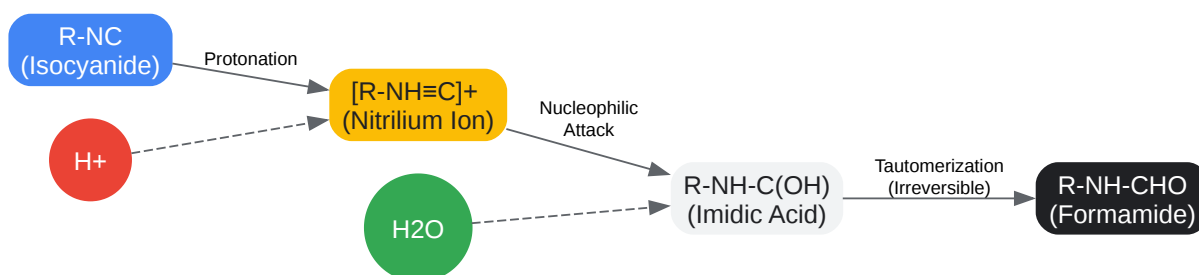 R-NC
(Isocyanide)
Protonation
H+
[R-NH≡C]+
(Nitrilium Ion)
Nucleophilic
Attack
H2O
R-NH-C(OH)
(Imidic Acid)
Tautomerization
(Irreversible)
R-NH-CHO
(Formamide)